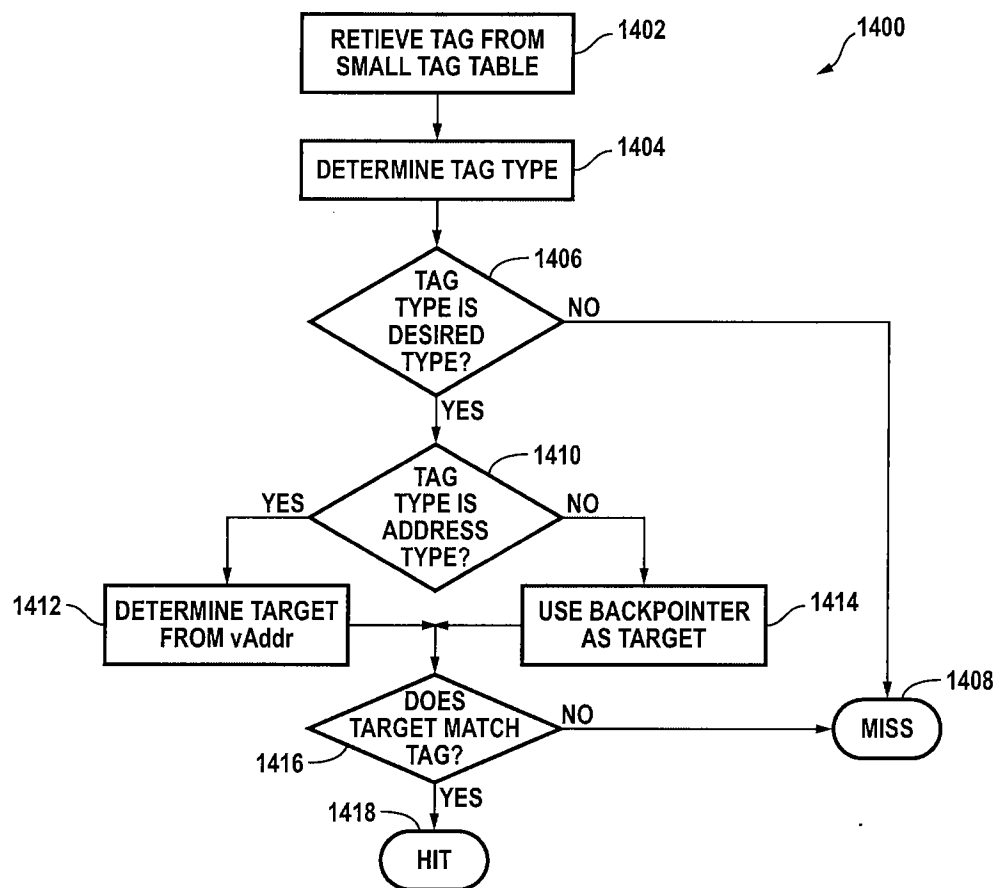 RETIEVE TAG FROM
SMALL TAG TABLE
1402
1400
DETERMINE TAG TYPE
1404
1406
TAG
TYPE IS
DESIRED
TYPE?
NO
YES
1410
TAG
TYPE IS
ADDRESS
TYPE?
YES
NO
1412
DETERMINE TARGET
FROM vAddr
USE BACKPOINTER
AS TARGET
1414
DOES
TARGET MATCH
TAG?
NO
1416
1408
MISS
YES
1418
HIT